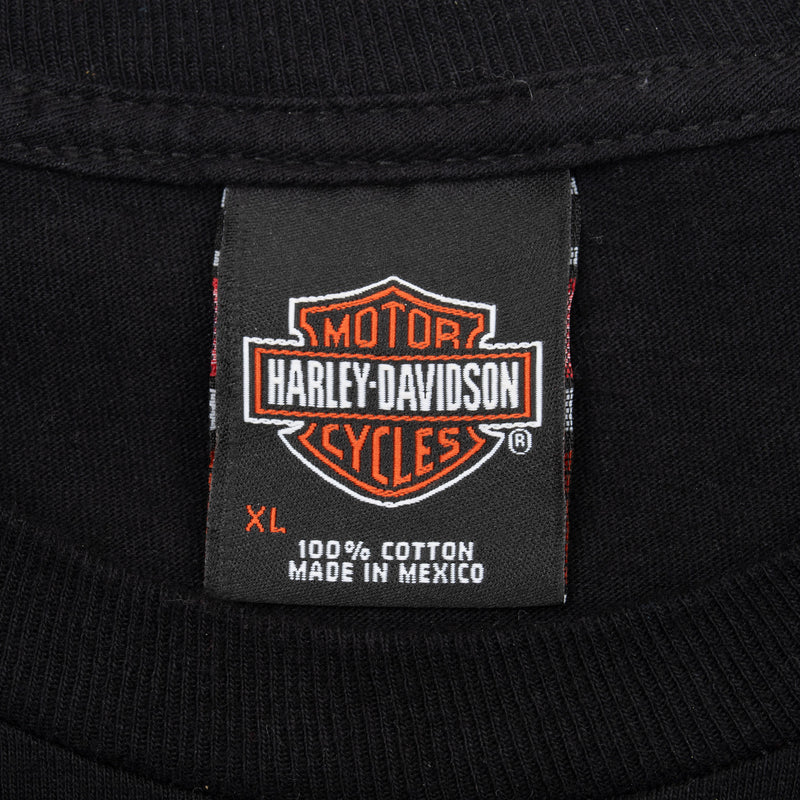 MOTOR
HARLEY-DAVIDSON
CYCLES
®
XL
100% COTTON
MADE IN MEXICO